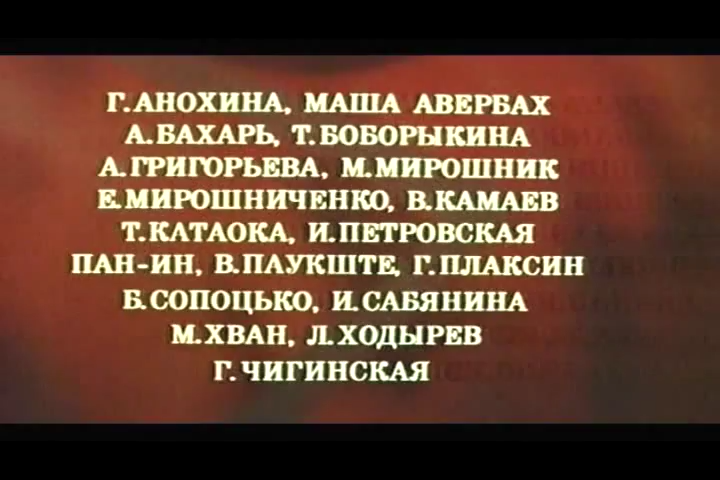 Г.АНОХИНА, МАША АВЕРБАХ
А.БАХАРЬ, Т.БОБОРЫКИНА
А.ГРИГОРЬЕВА, М.МИРОШНИК
Е.МИРОШНИЧЕНКО, В.КАМАЕВ
Т.КАТАОКА, И.ПЕТРОВСКАЯ
ПАН-ИН, В.ПАУКШТЕ, Г.ПЛАКСИН
Б.СОПОЦЬКО, И.САБЯНИНА
М.ХВАН, Л.ХОДЫРЕВ
Г.ЧИГИНСКАЯ